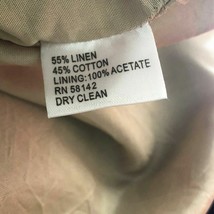 55% LINEN
45% COTTON
LINING:100% ACETATE
RN 58142
DRY CLEAN